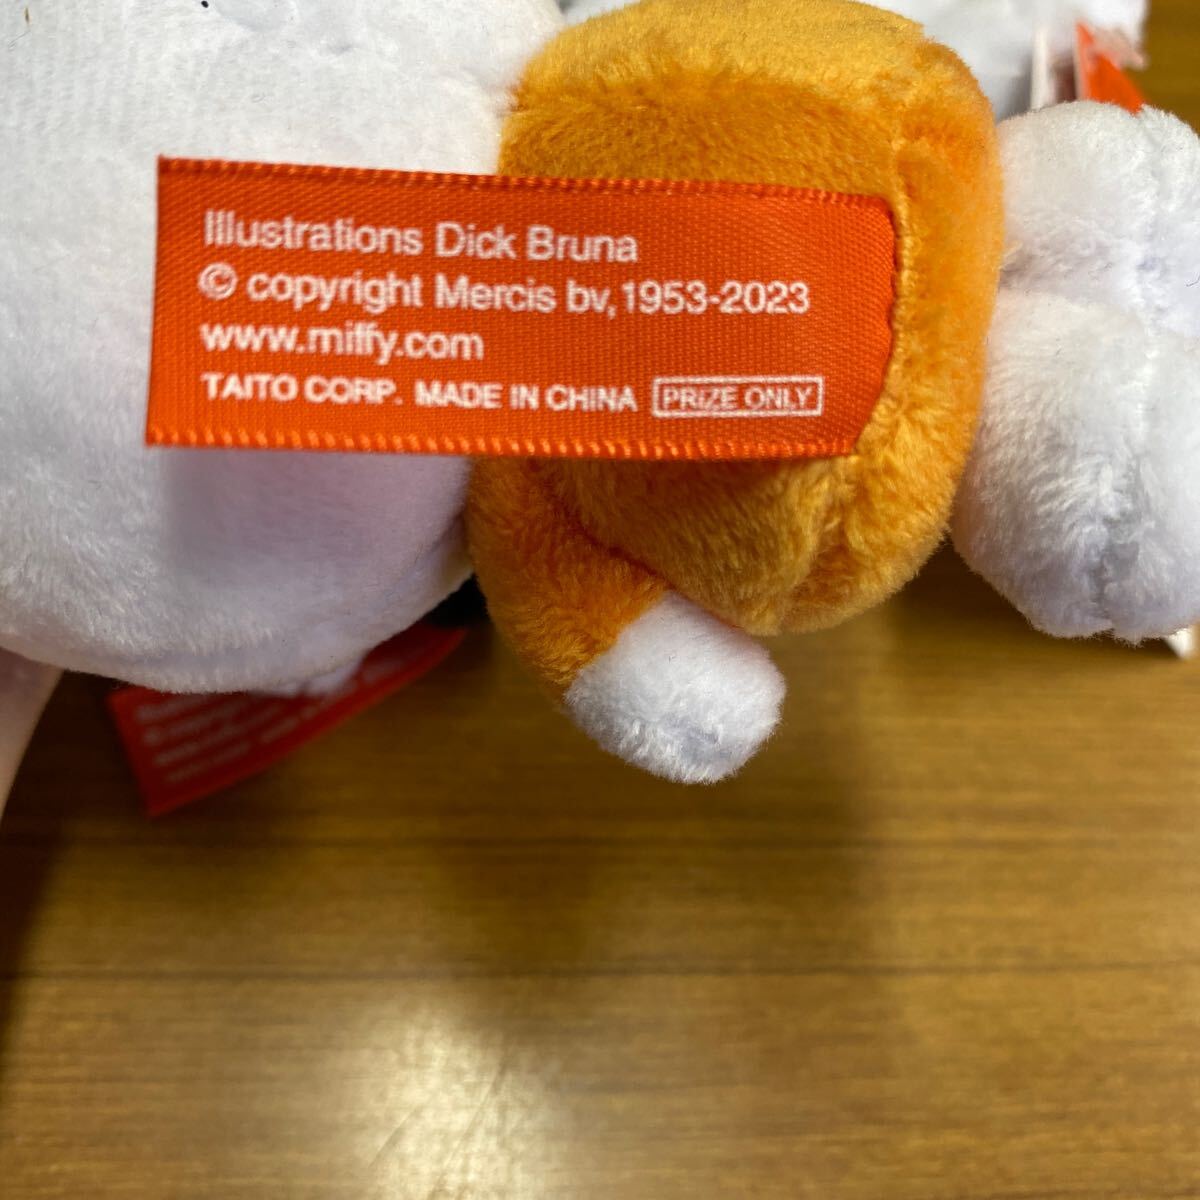 Illustrations Dick Bruna
© copyright Mercis bv, 1953-2023
www.miffy.com
TAITO CORP. MADE IN CHINA PRIZE ONLY